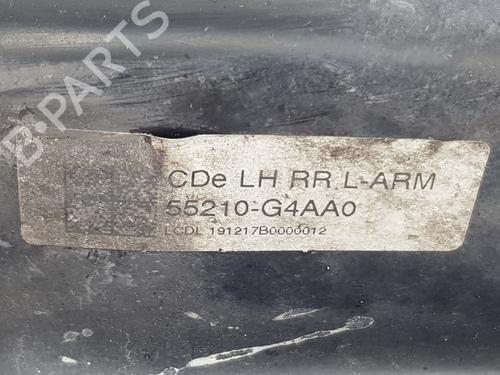 B-PARTS
CDe LH RR L-ARM
55210-G4AA0
LCDL 191217B0000012